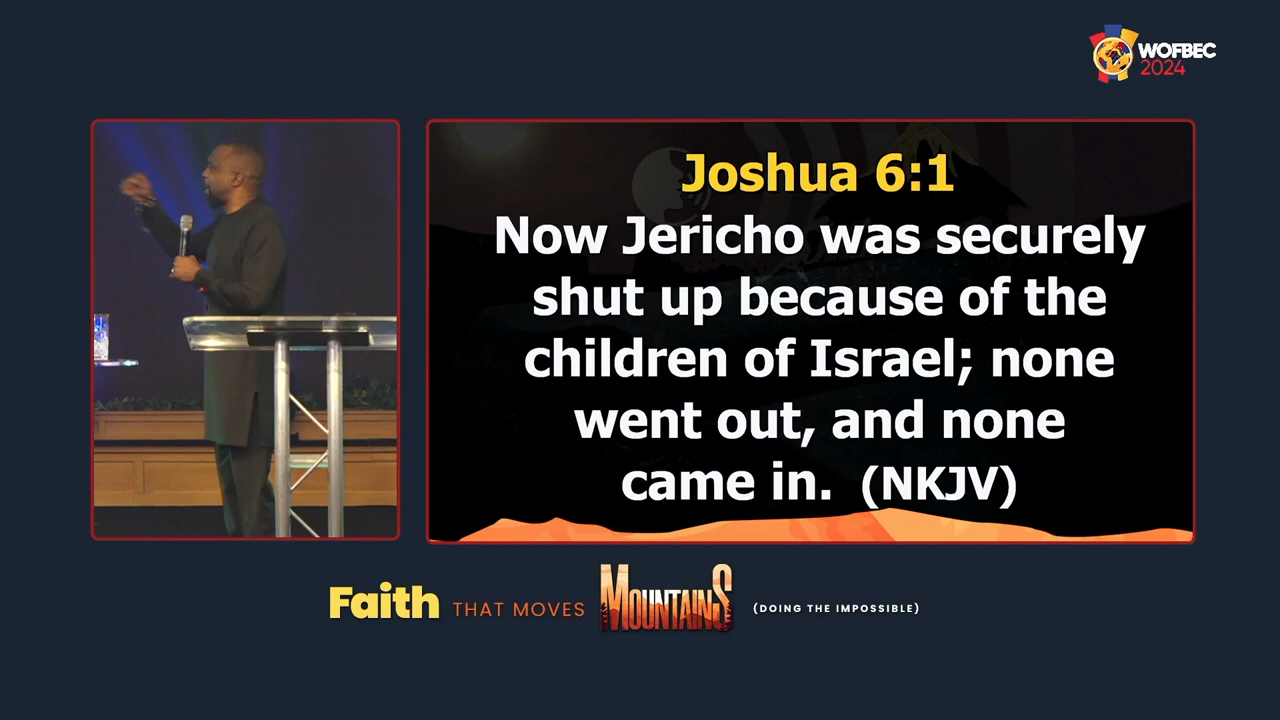 WOFBEC
2024
Joshua 6:1
Now Jericho was securely
shut up because of the
children of Israel; none
went out, and none
came in. (NKJV)
Faith THAT MOVES MOUNTAINS (DOING THE IMPOSSIBLE)